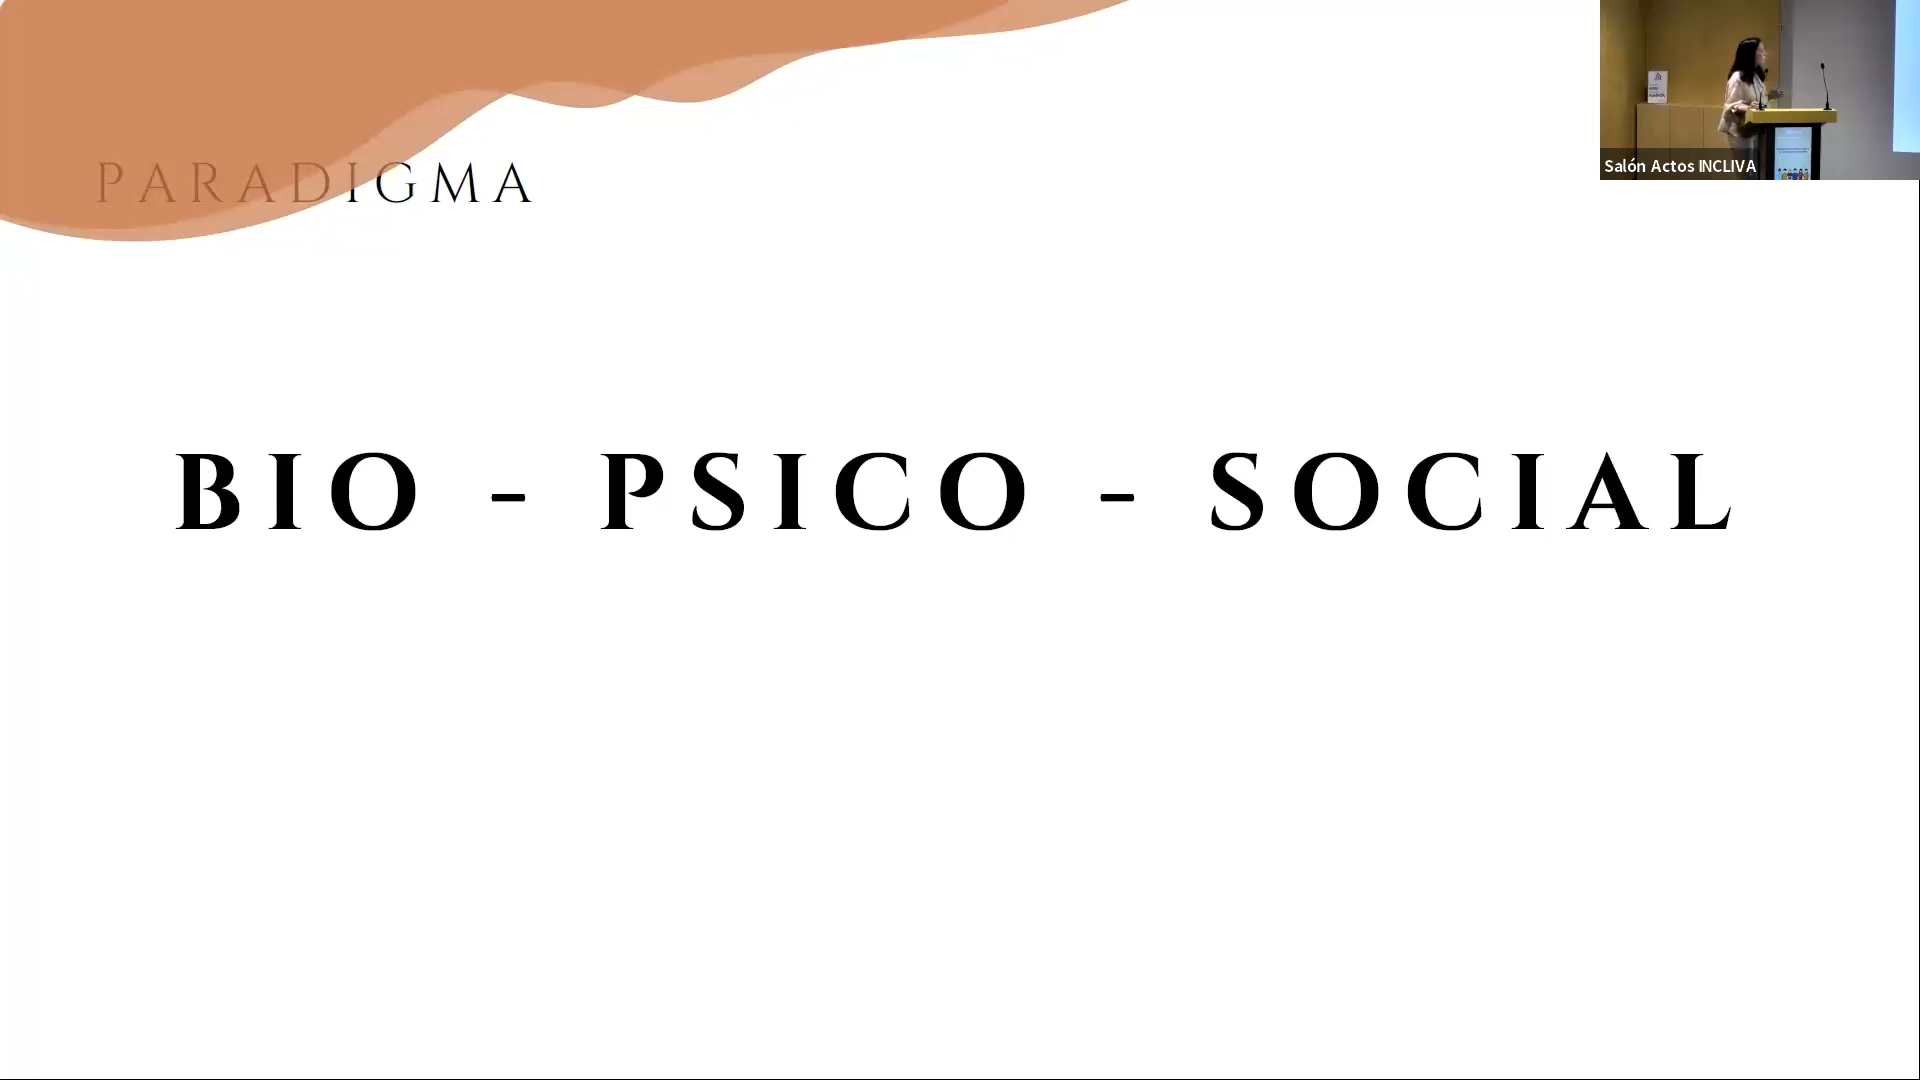 PARADIGMA
BIO - PSICO - SOCIAL
Salón Actos INCLIVA